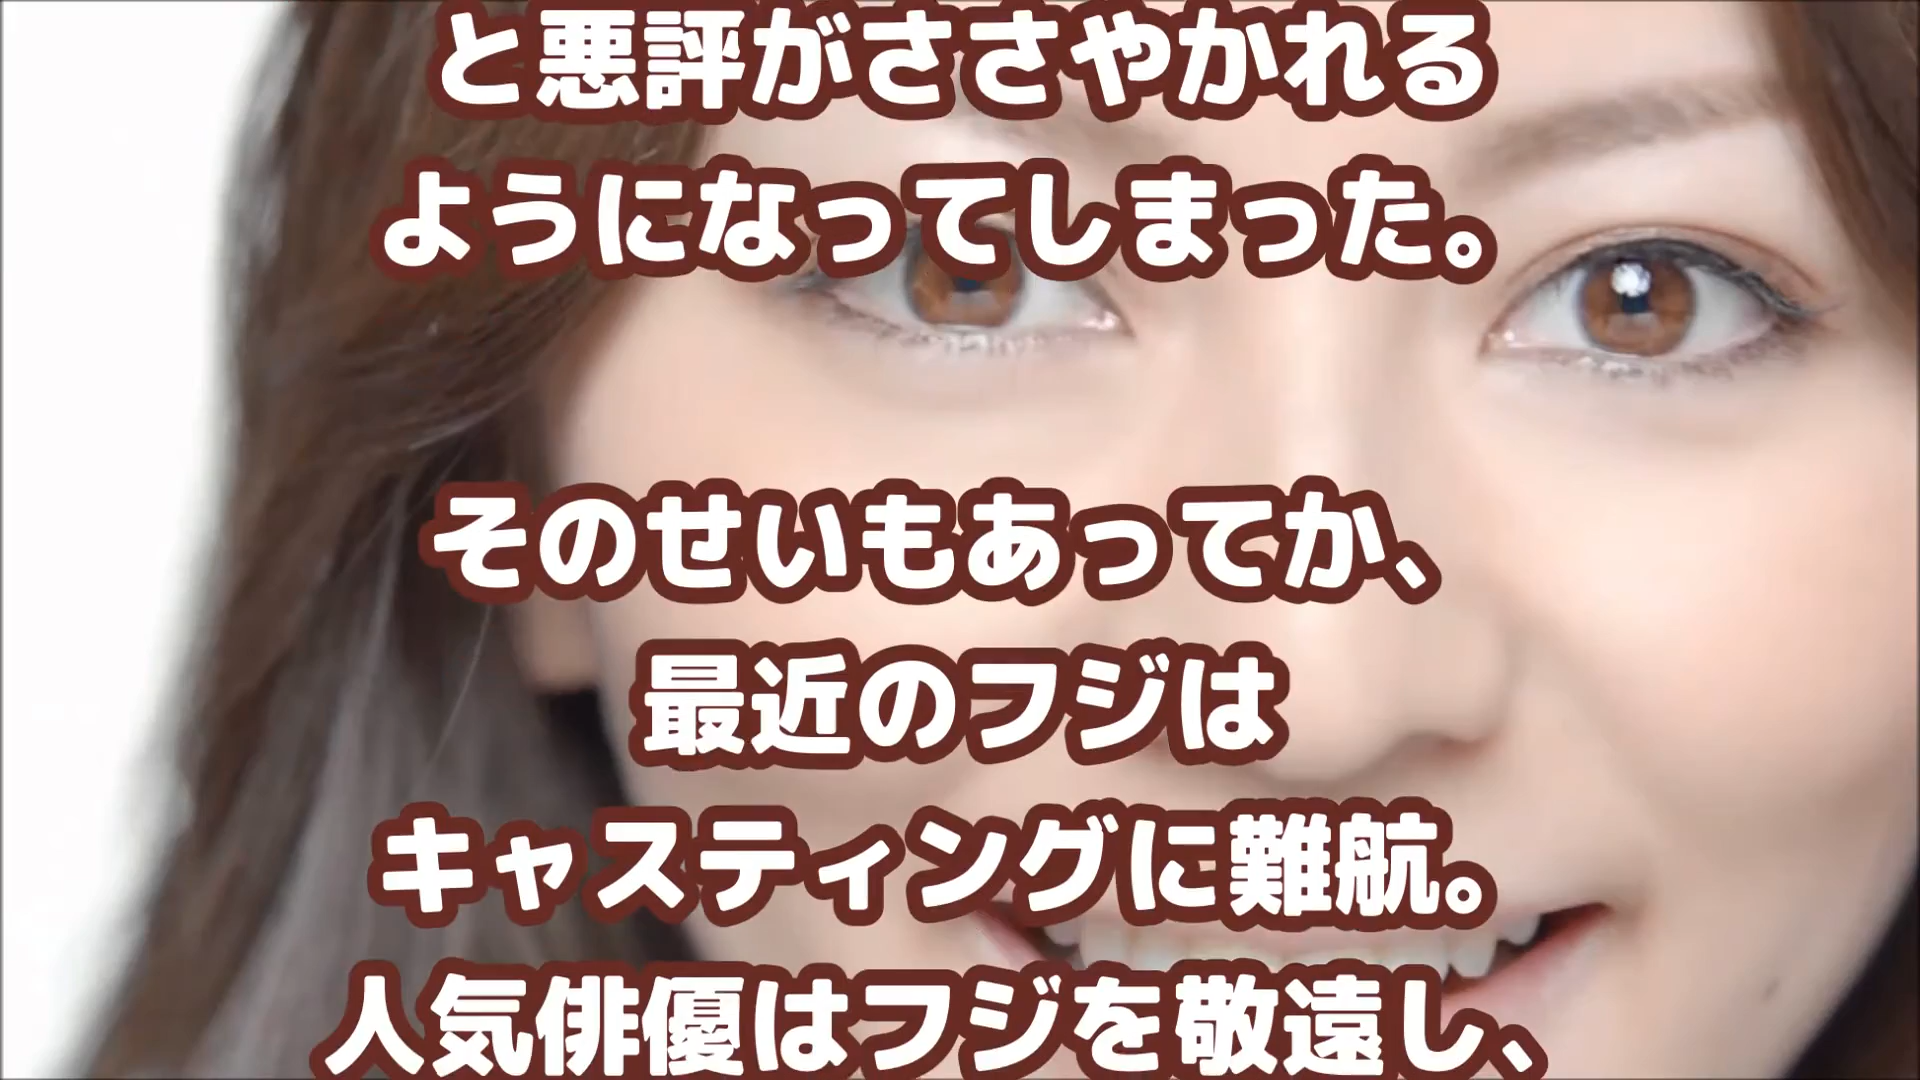 と悪評がささやかれる
ようになってしまった。
そのせいもあってか、
最近のフジは
キャスティングに難航。
人気俳優はフジを敬遠し、